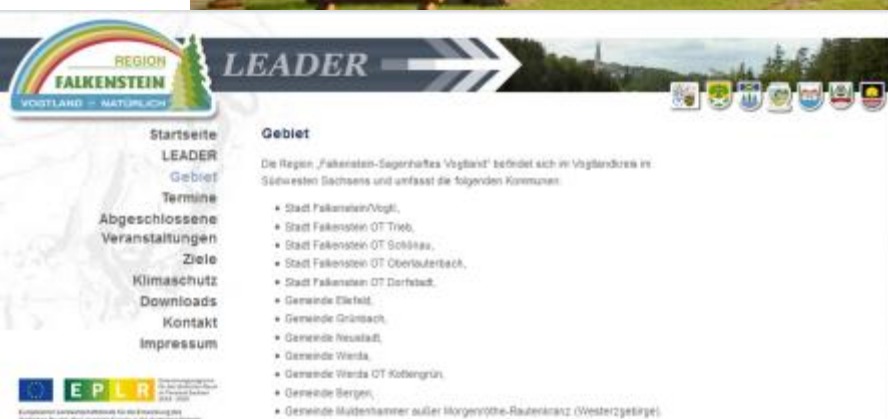 REGION
FALKENSTEIN
VOGTLAND – NATÜRLICH
LEADER
Startseite
LEADER
Gebiet
Termine
Abgeschlossene
Veranstaltungen
Ziele
Klimaschutz
Downloads
Kontakt
Impressum
EPLR
Gebiet
Die Region „Falkenstein-Sagenhaftes Vogtland" befindet sich im Vogtlandkreis im
Südwesten Sachsens und umfasst die folgenden Kommunen:
• Stadt Falkenstein/Vogtl.,
• Stadt Falkenstein OT Trieb,
• Stadt Falkenstein OT Schönau,
• Stadt Falkenstein OT Oberlauterbach,
• Stadt Falkenstein OT Dorfstadt,
• Gemeinde Ellefeld,
• Gemeinde Grünbach,
• Gemeinde Neustadt,
• Gemeinde Werda,
• Gemeinde Werda OT Kottengrün,
• Gemeinde Bergen,
• Gemeinde Muldenhammer außer Morgenröthe-Rautenkranz (Westerzgebirge).